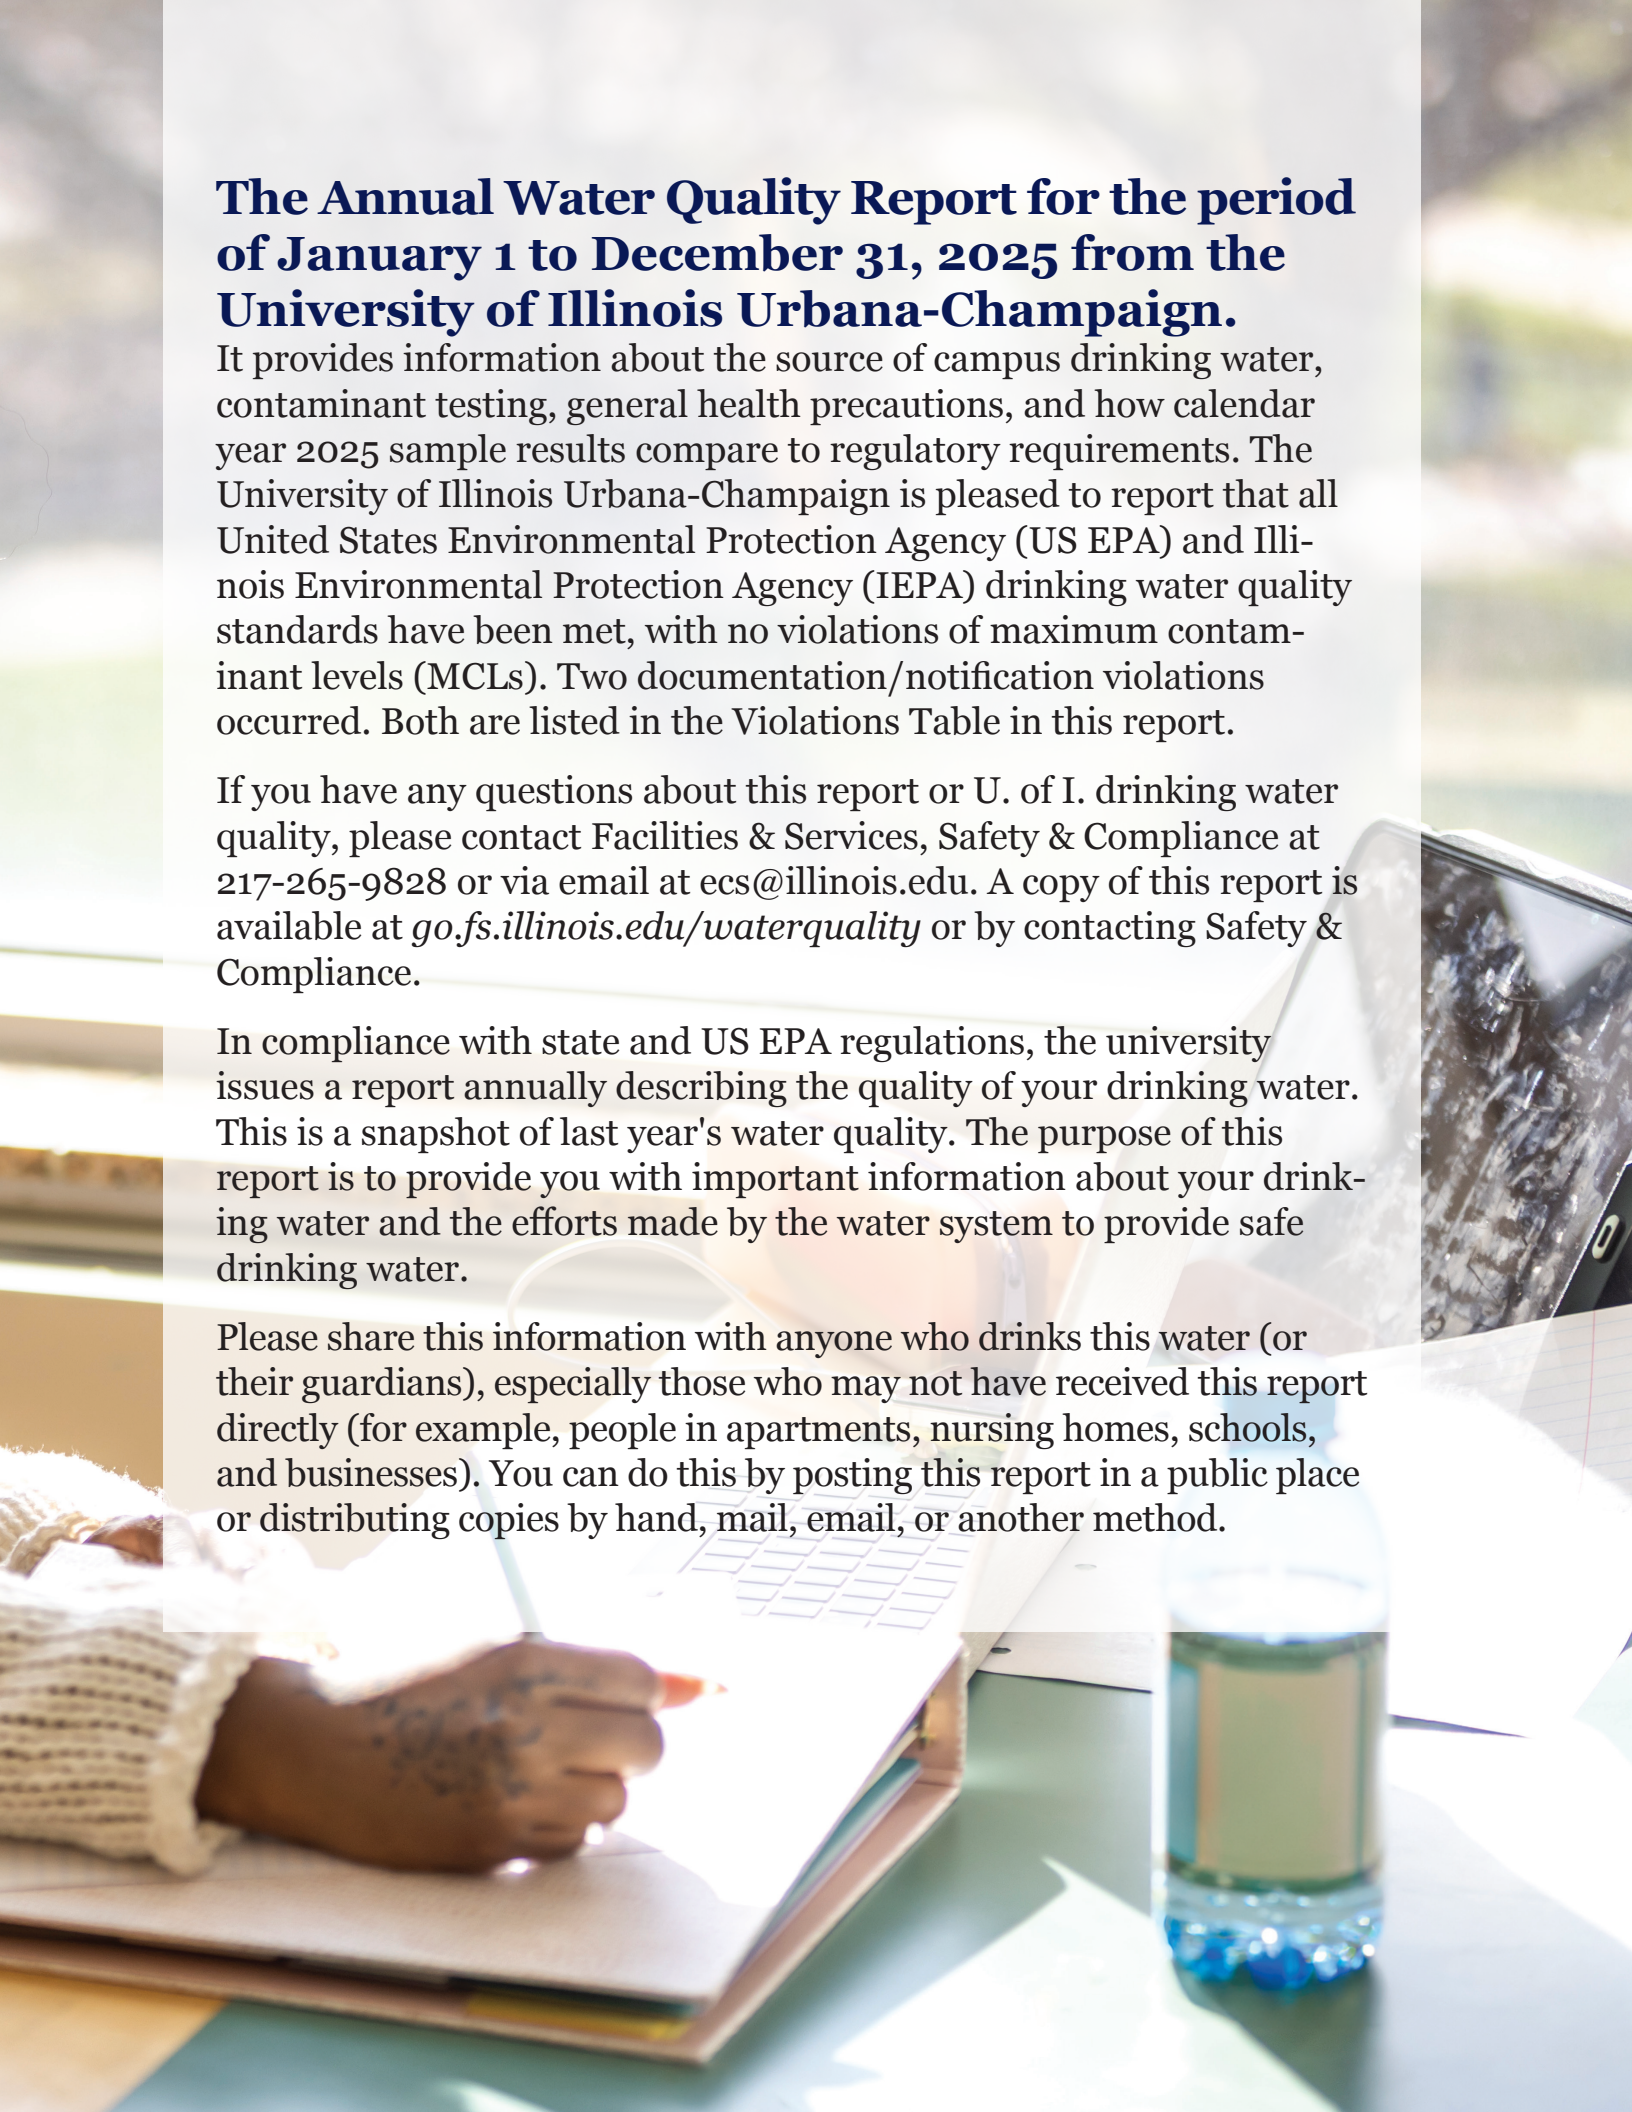 The Annual Water Quality Report for the period
of January 1 to December 31, 2025 from the
University of Illinois Urbana-Champaign.
It provides information about the source of campus drinking water,
contaminant testing, general health precautions, and how calendar
year 2025 sample results compare to regulatory requirements. The
University of Illinois Urbana-Champaign is pleased to report that all
United States Environmental Protection Agency (US EPA) and Illi-
nois Environmental Protection Agency (IEPA) drinking water quality
standards have been met, with no violations of maximum contam-
inant levels (MCLs). Two documentation/notification violations
occurred. Both are listed in the Violations Table in this report.
If you have any questions about this report or U. of I. drinking water
quality, please contact Facilities & Services, Safety & Compliance at
217-265-9828 or via email at ecs@illinois.edu. A copy of this report is
available at go.fs.illinois.edu/waterquality or by contacting Safety &
Compliance.
In compliance with state and US EPA regulations, the university
issues a report annually describing the quality of your drinking water.
This is a snapshot of last year's water quality. The purpose of this
report is to provide you with important information about your drink-
ing water and the efforts made by the water system to provide safe
drinking water.
Please share this information with anyone who drinks this water (or
their guardians), especially those who may not have received this report
directly (for example, people in apartments, nursing homes, schools,
and businesses). You can do this by posting this report in a public place
or distributing copies by hand, mail, email, or another method.